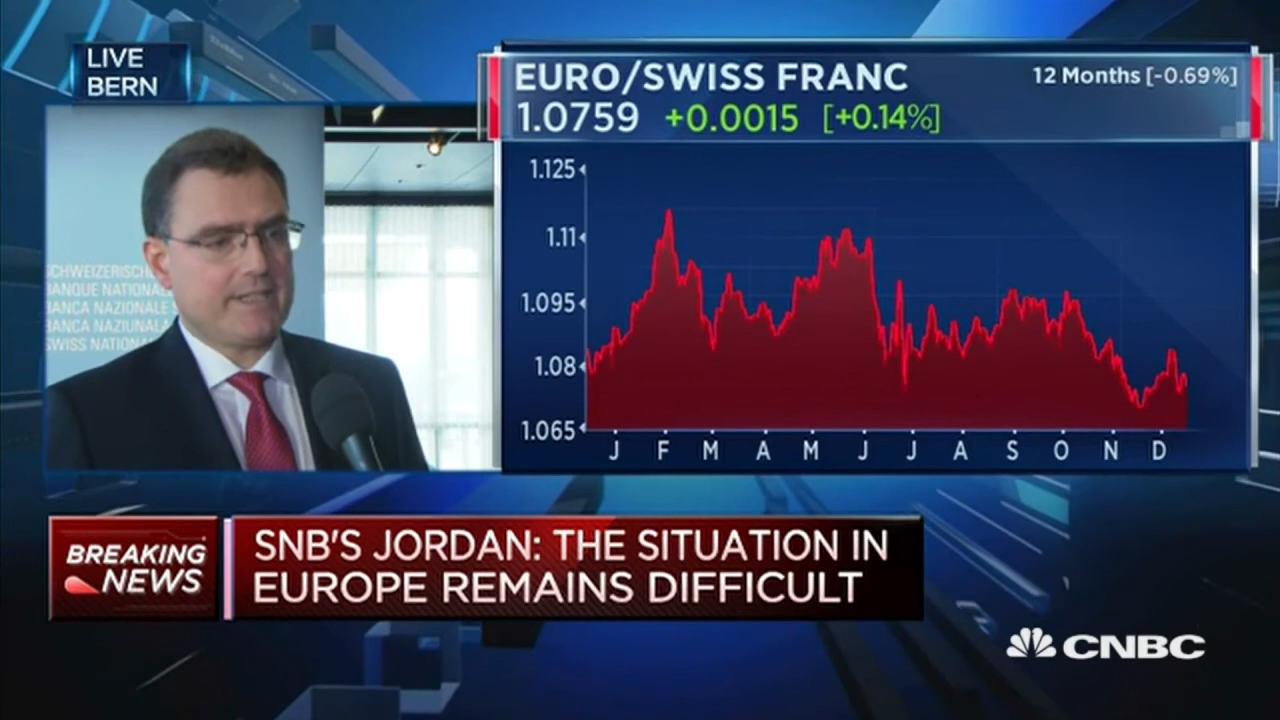 LIVE
BERN
EURO/SWISS FRANC
12 Months [-0.69%]
1.0759 +0.0015 [+0.14%]
1.125
1.11
1.095
1.08
1.065
J F M A M J J A S O N D
SCHWEIZERISCH
BANQUE NATIONAL
BANCA NAZIONALE S
BANCA NAZIUNALA
SWISS NATION
BREAKING
NEWS
SNB'S JORDAN: THE SITUATION IN
EUROPE REMAINS DIFFICULT
CNBC